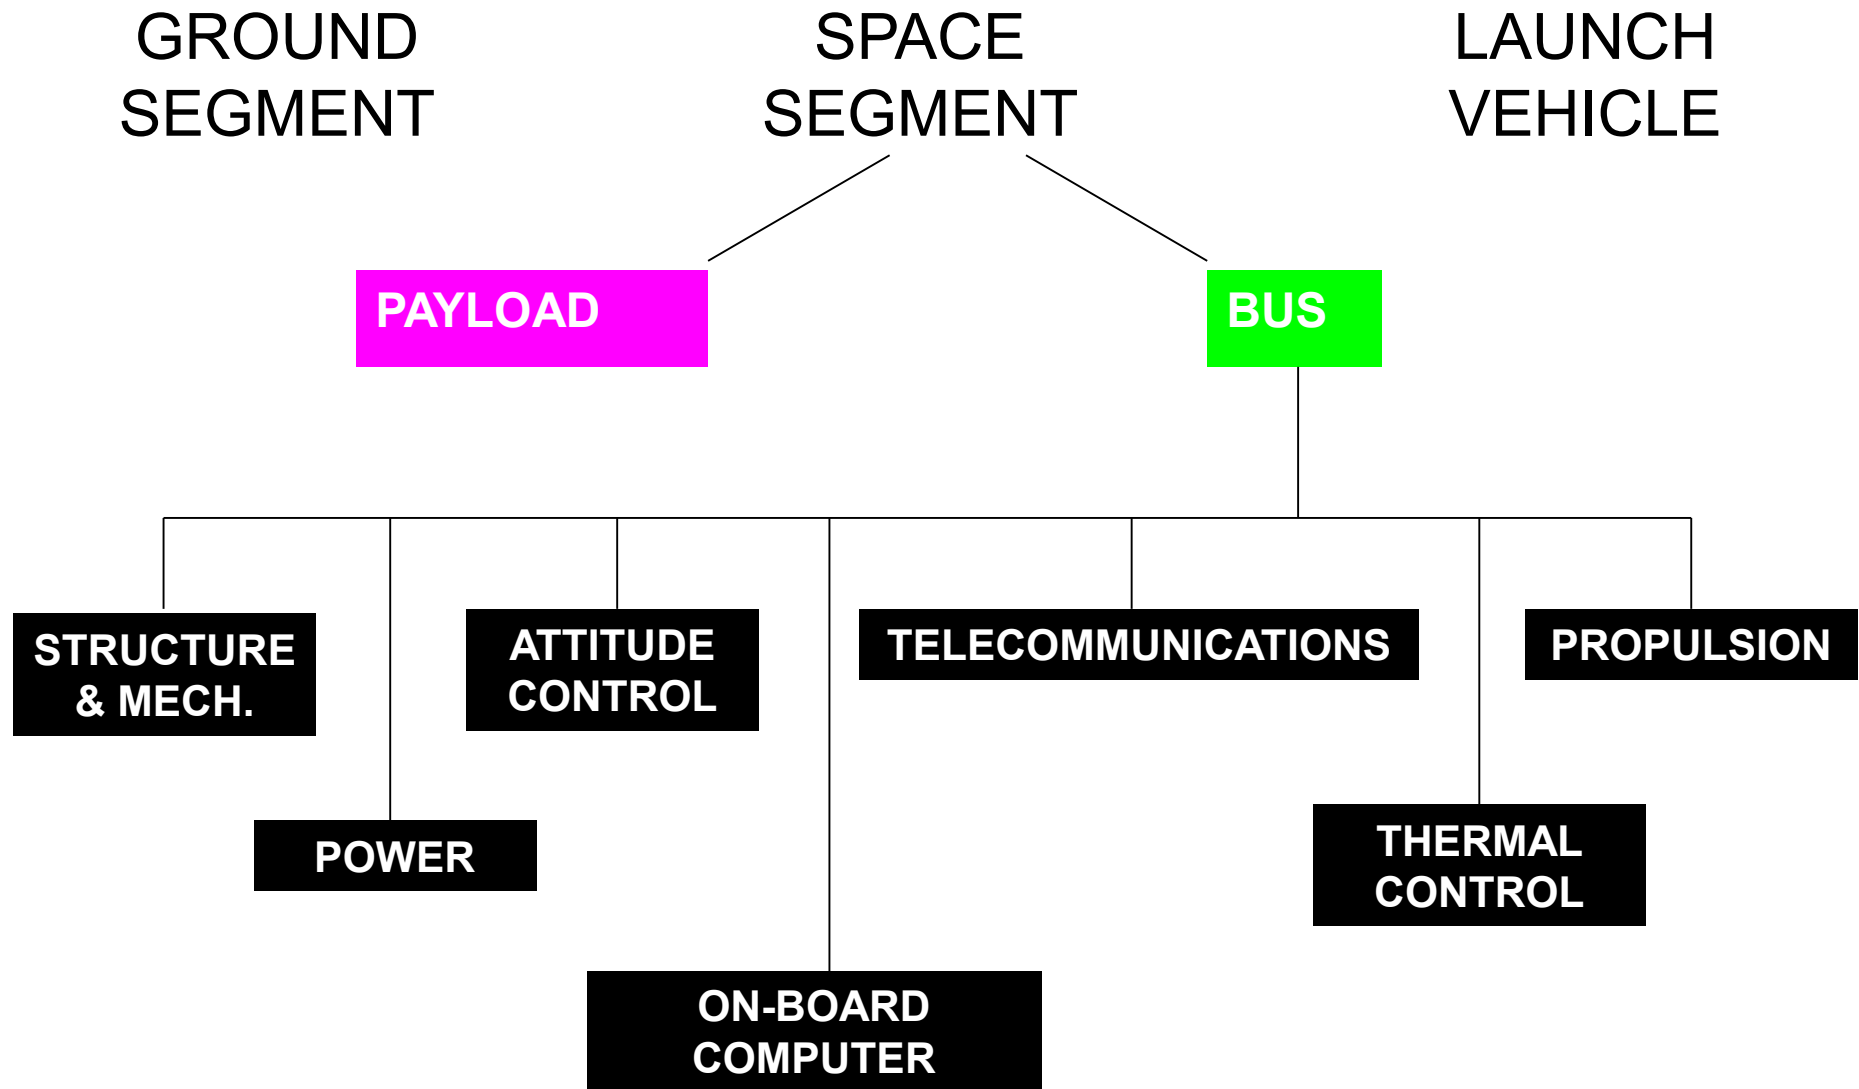 GROUND
SEGMENT
SPACE
SEGMENT
LAUNCH
VEHICLE
PAYLOAD
BUS
STRUCTURE
& MECH.
ATTITUDE
CONTROL
TELECOMMUNICATIONS
PROPULSION
POWER
THERMAL
CONTROL
ON-BOARD
COMPUTER